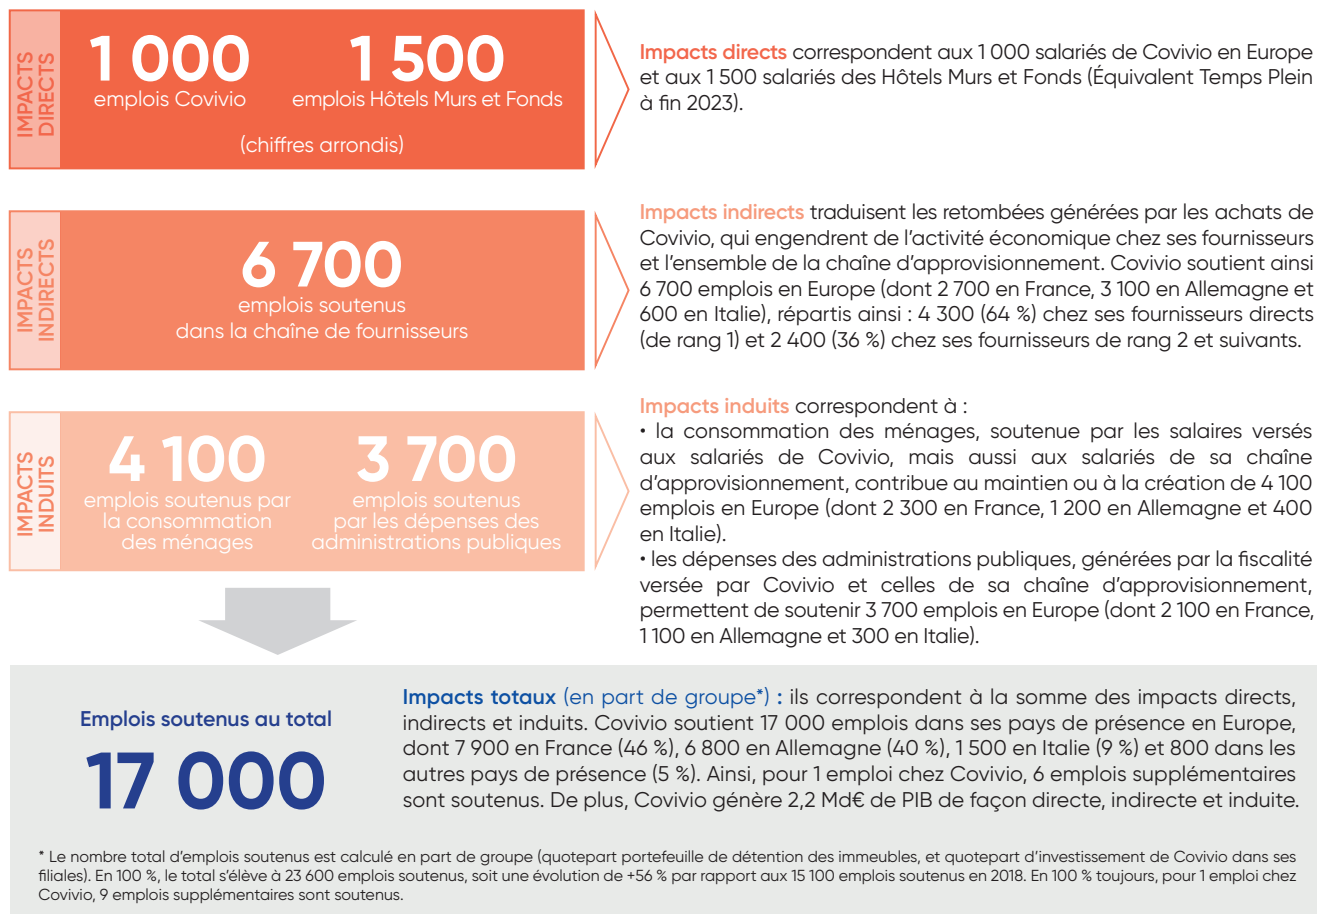 IMPACTS
DIRECTS
1 000
emplois Covivio
1 500
emplois Hôtels Murs et Fonds
(chiffres arrondis)
Impacts directs correspondent aux 1 000 salariés de Covivio en Europe
et aux 1 500 salariés des Hôtels Murs et Fonds (Équivalent Temps Plein
à fin 2023).
IMPACTS
INDIRECTS
6 700
emplois soutenus
dans la chaîne de fournisseurs
Impacts indirects traduisent les retombées générées par les achats de
Covivio, qui engendrent de l’activité économique chez ses fournisseurs
et l’ensemble de la chaîne d’approvisionnement. Covivio soutient ainsi
6 700 emplois en Europe (dont 2 700 en France, 3 100 en Allemagne et
600 en Italie), répartis ainsi : 4 300 (64 %) chez ses fournisseurs directs
(de rang 1) et 2 400 (36 %) chez ses fournisseurs de rang 2 et suivants.
IMPACTS
INDUITS
4 100
emplois soutenus par
la consommation
des ménages
3 700
emplois soutenus
par les dépenses des
administrations publiques
Impacts induits correspondent à :
• la consommation des ménages, soutenue par les salaires versés
aux salariés de Covivio, mais aussi aux salariés de sa chaîne
d’approvisionnement, contribue au maintien ou à la création de 4 100
emplois en Europe (dont 2 300 en France, 1 200 en Allemagne et 400
en Italie).
• les dépenses des administrations publiques, générées par la fiscalité
versée par Covivio et celles de sa chaîne d’approvisionnement,
permettent de soutenir 3 700 emplois en Europe (dont 2 100 en France,
1 100 en Allemagne et 300 en Italie).
Emplois soutenus au total
17 000
Impacts totaux (en part de groupe*) : ils correspondent à la somme des impacts directs,
indirects et induits. Covivio soutient 17 000 emplois dans ses pays de présence en Europe,
dont 7 900 en France (46 %), 6 800 en Allemagne (40 %), 1 500 en Italie (9 %) et 800 dans les
autres pays de présence (5 %). Ainsi, pour 1 emploi chez Covivio, 6 emplois supplémentaires
sont soutenus. De plus, Covivio génère 2,2 Md€ de PIB de façon directe, indirecte et induite.
* Le nombre total d’emplois soutenus est calculé en part de groupe (quotepart portefeuille de détention des immeubles, et quotepart d’investissement de Covivio dans ses
filiales). En 100 %, le total s’élève à 23 600 emplois soutenus, soit une évolution de +56 % par rapport aux 15 100 emplois soutenus en 2018. En 100 % toujours, pour 1 emploi chez
Covivio, 9 emplois supplémentaires sont soutenus.